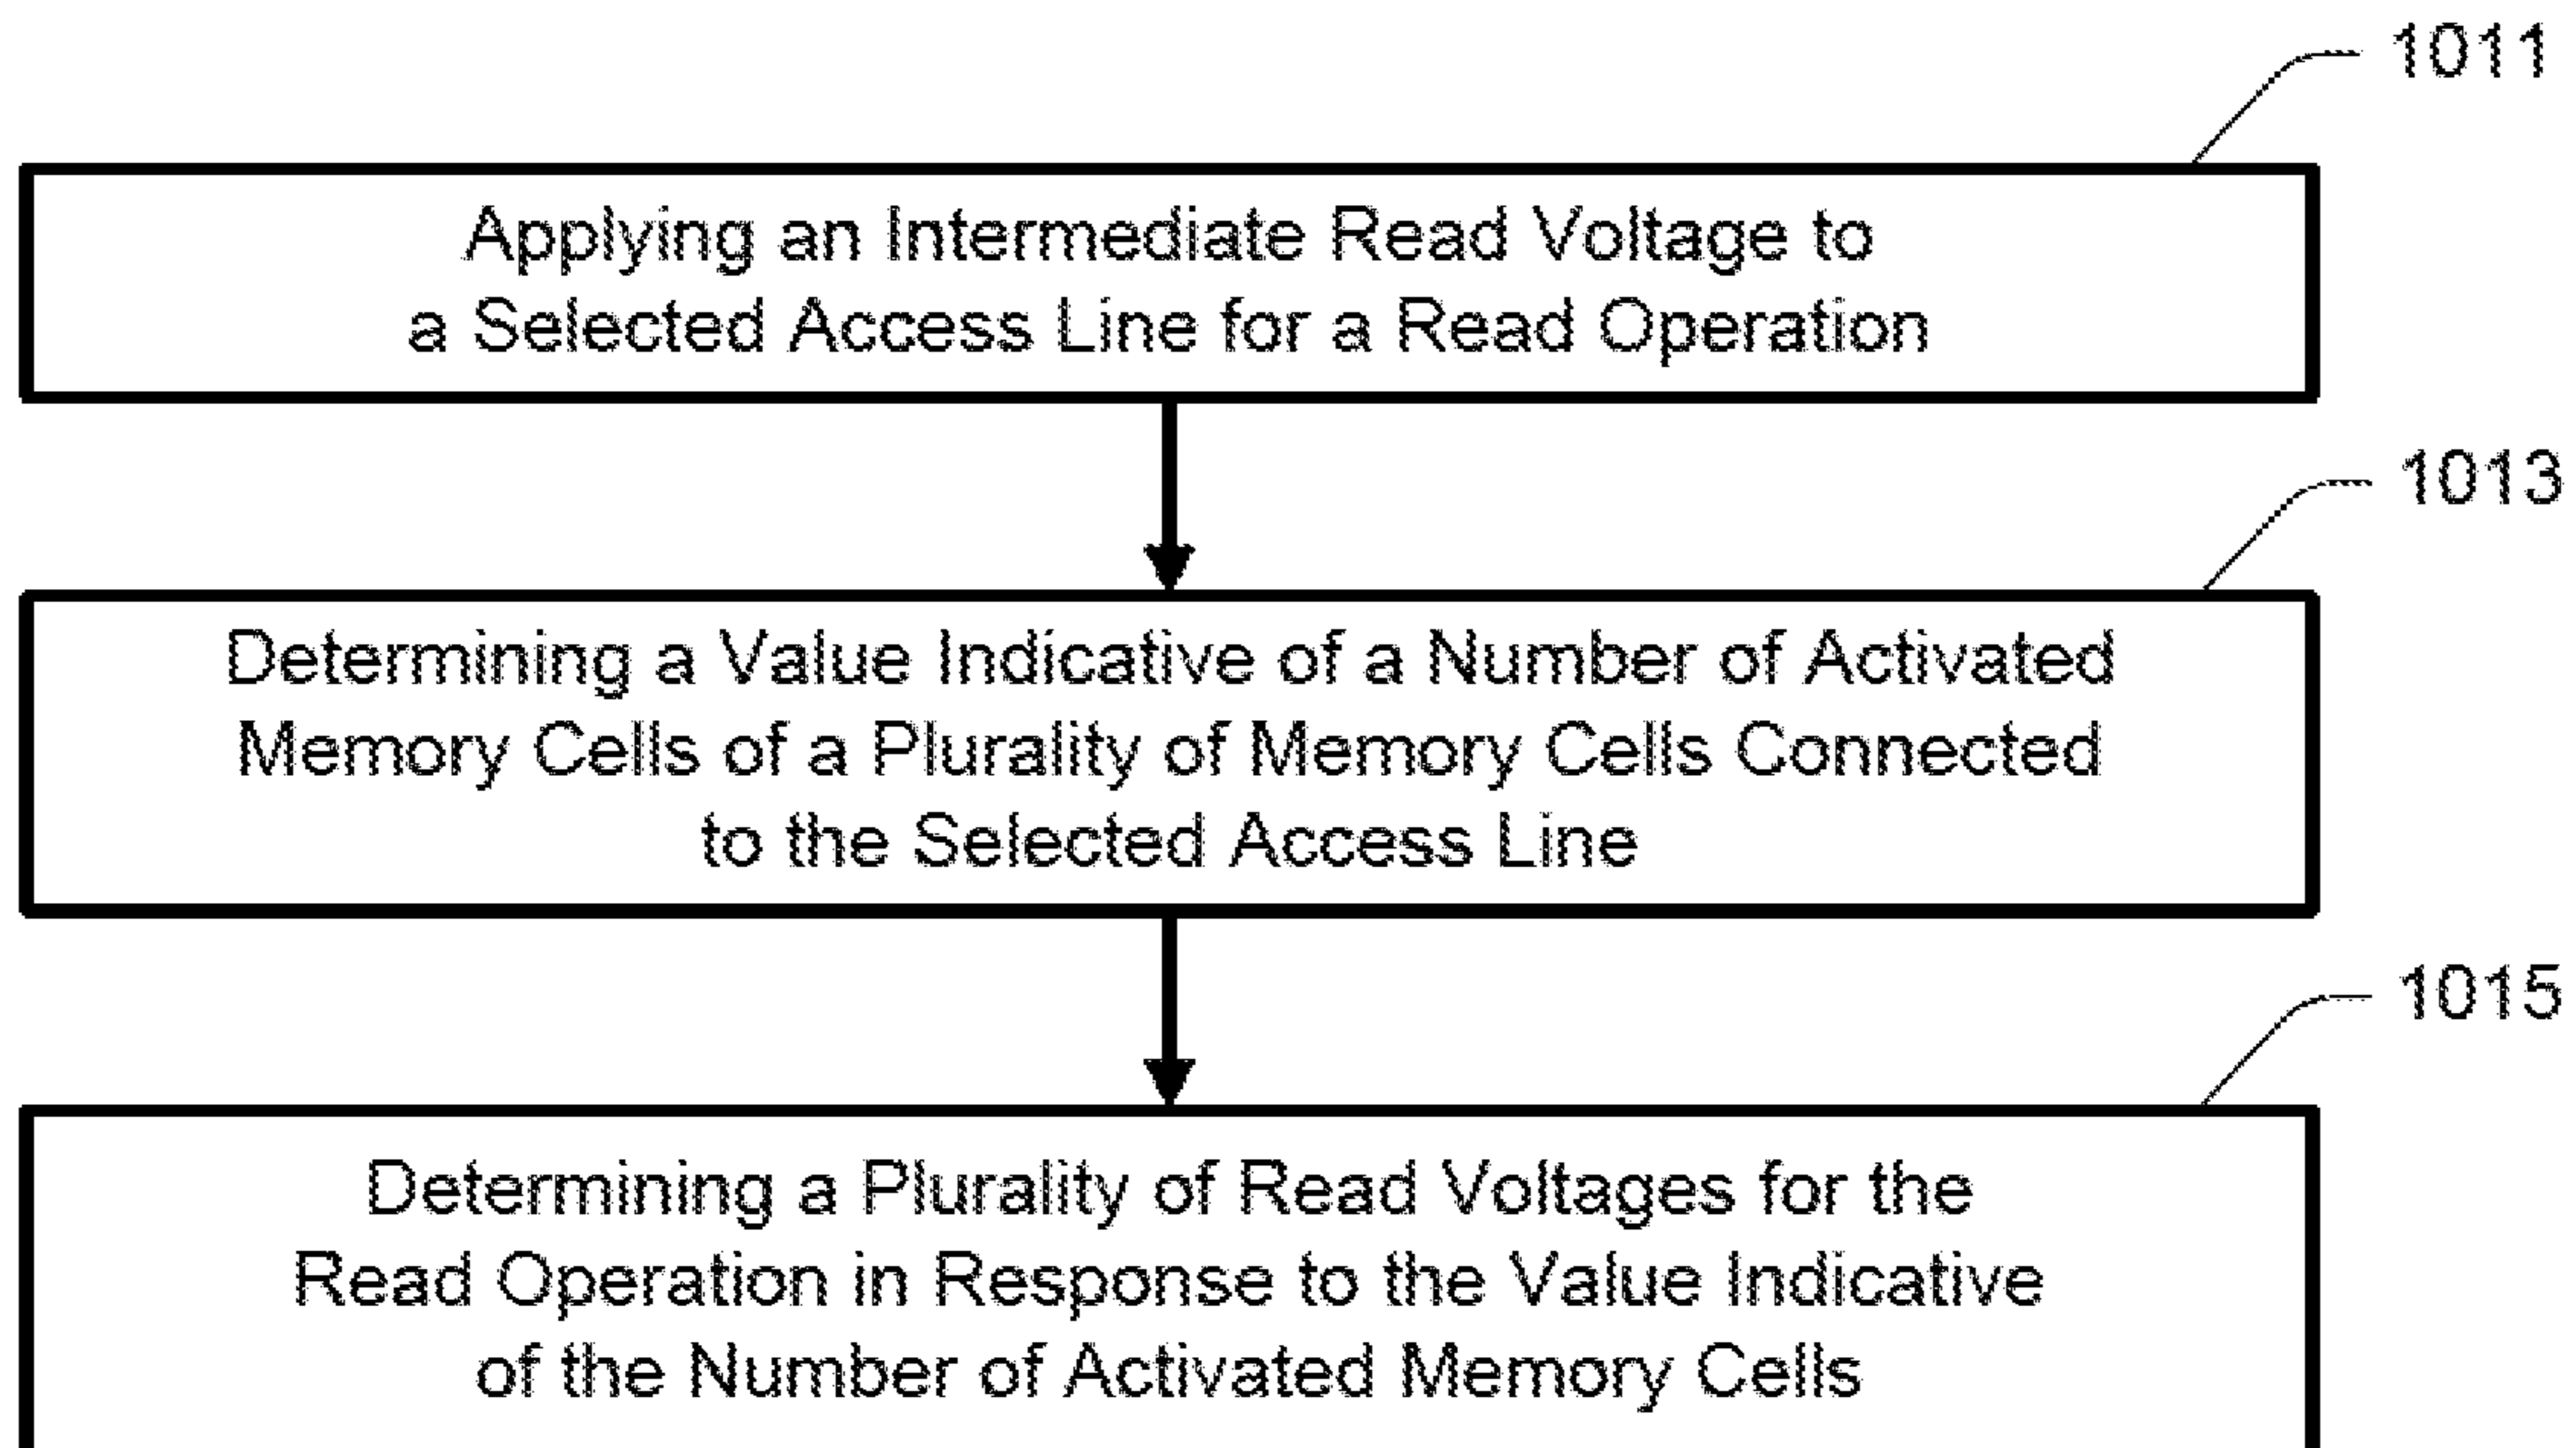 1011
Applying an Intermediate Read Voltage to
a Selected Access Line for a Read Operation
1013
Determining a Value Indicative of a Number of Activated
Memory Cells of a Plurality of Memory Cells Connected
to the Selected Access Line
1015
Determining a Plurality of Read Voltages for the
Read Operation in Response to the Value Indicative
of the Number of Activated Memory Cells